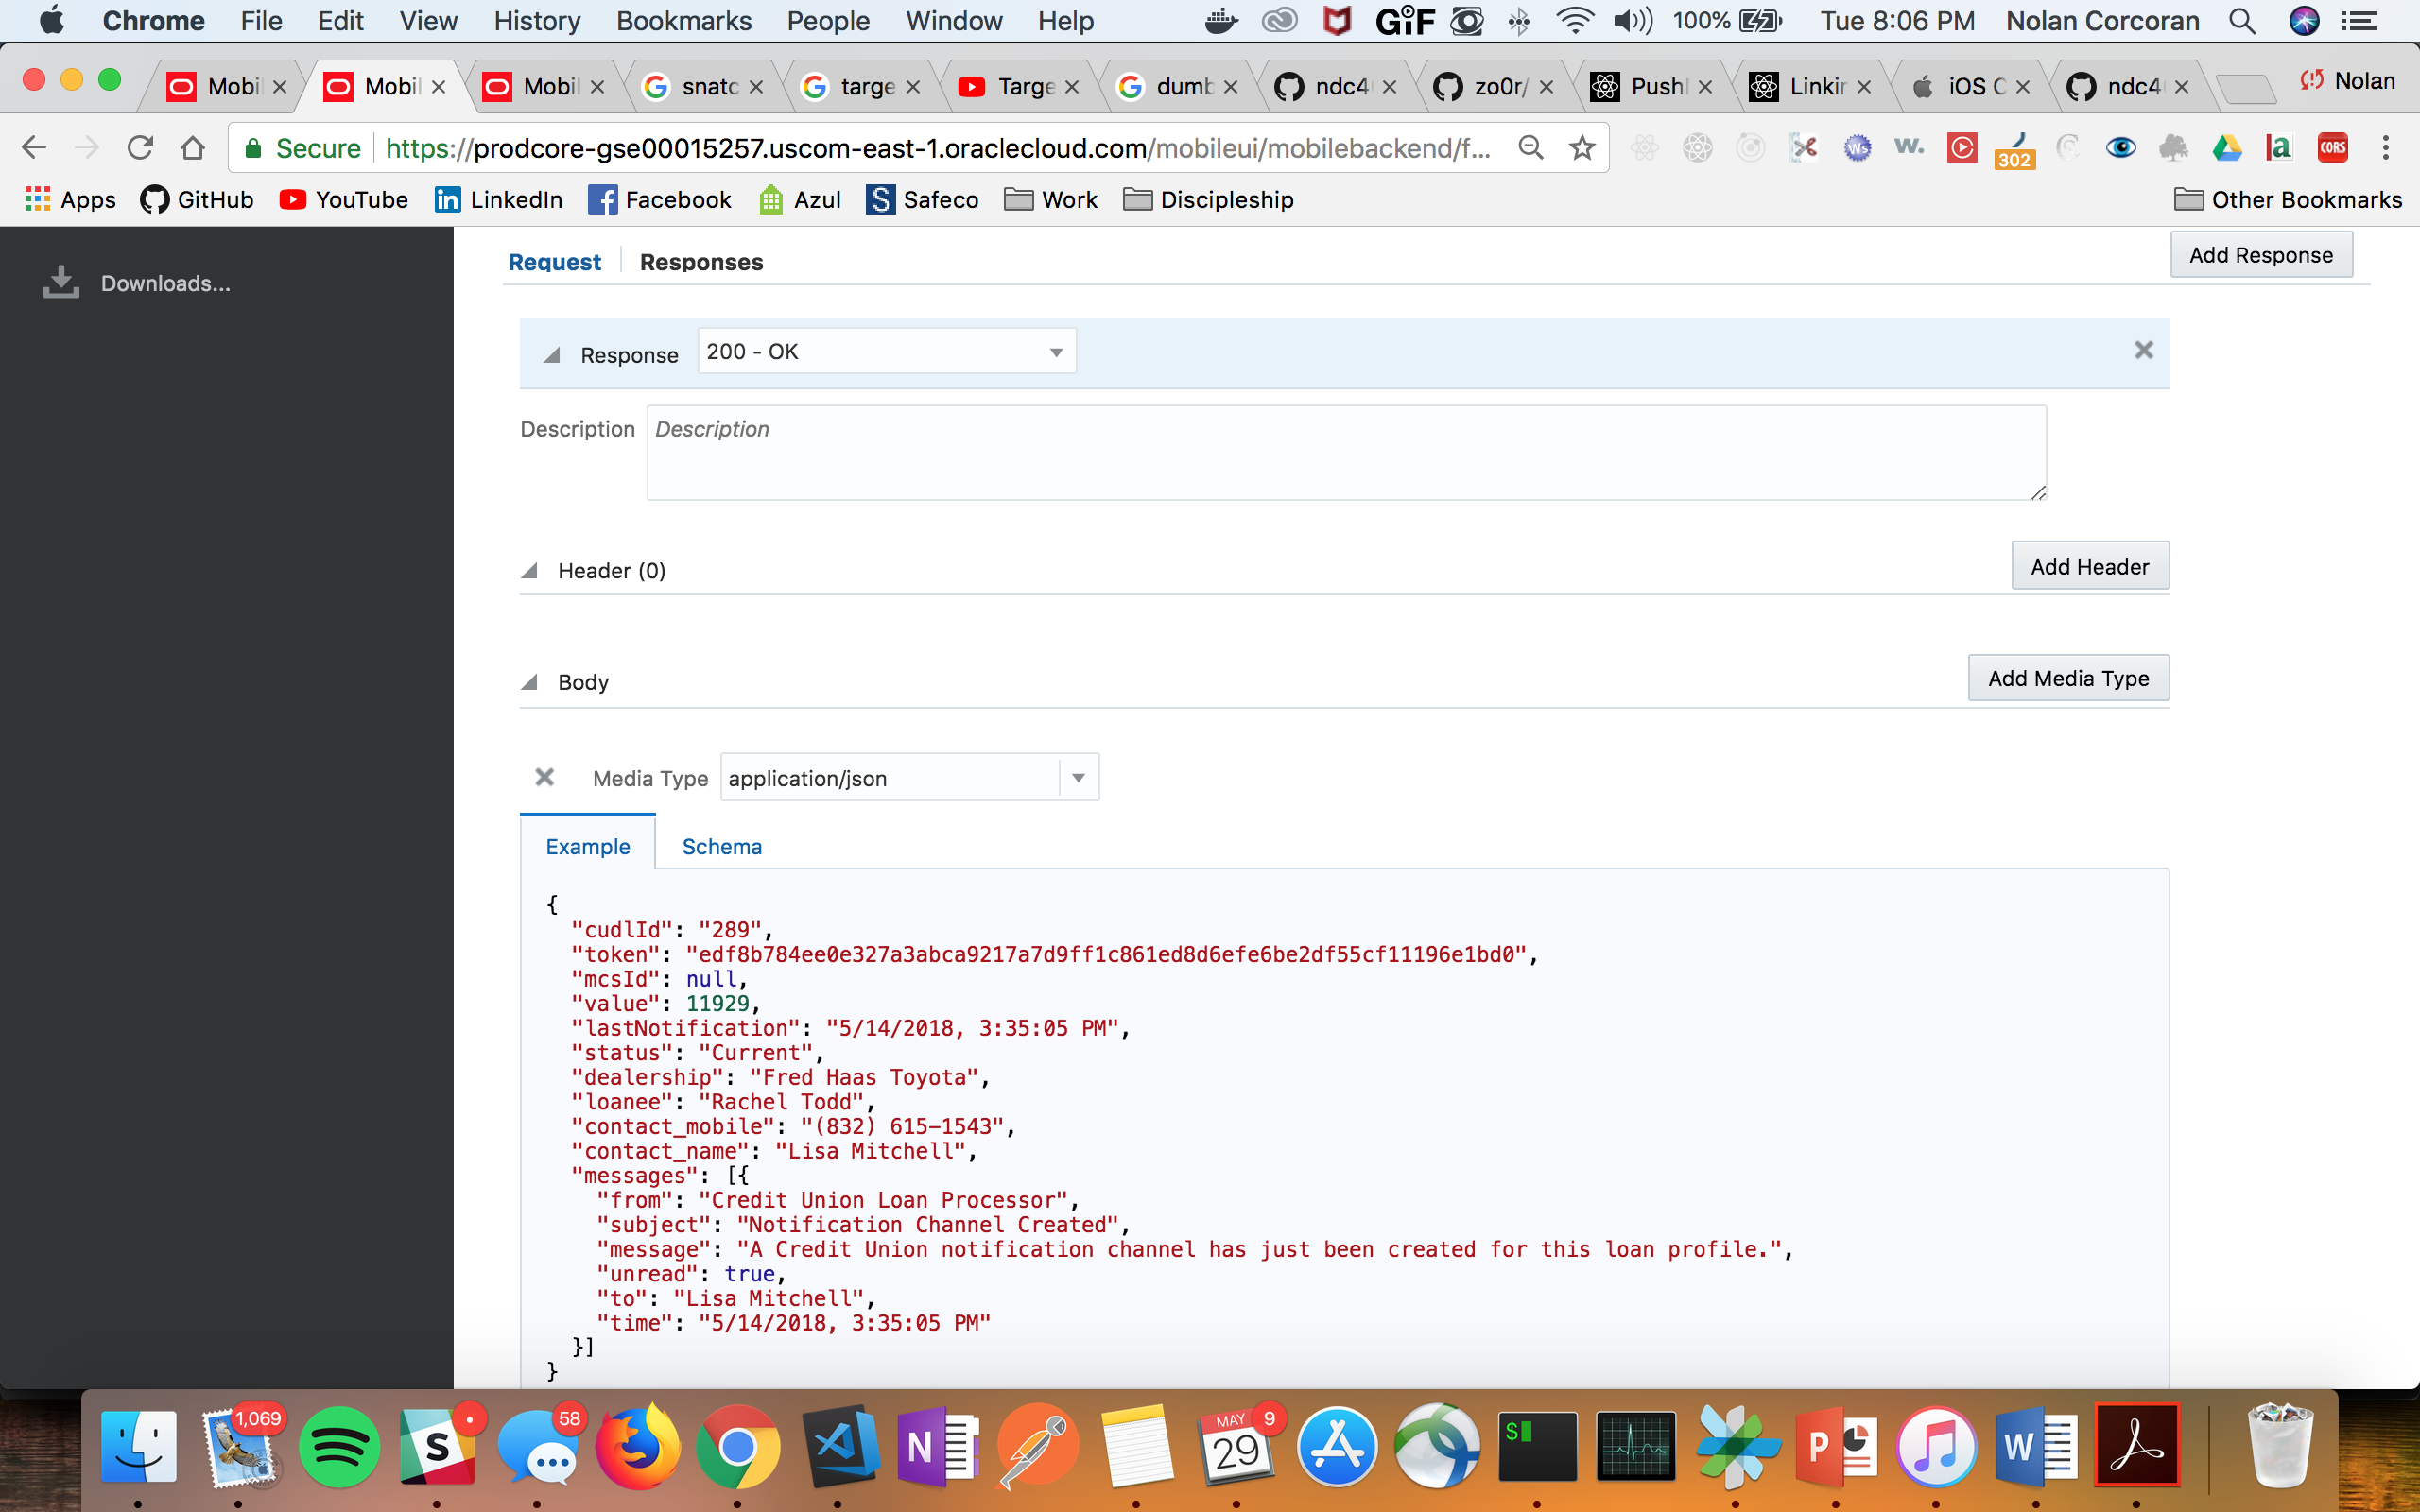 Chrome File Edit View History Bookmarks People Window Help GIF 100% Tue 8:06 PM Nolan Corcoran
Mobil Mobil Mobil snatc targe Targe dumb ndc4 zo0r/ Push Linkin iOS C ndc4 Nolan
Secure https://prodcore-gse00015257.uscom-east-1.oraclecloud.com/mobileui/mobilebackend/f... Ws w. 302 a CORS
Apps GitHub YouTube LinkedIn Facebook Azul Safeco Work Discipleship Other Bookmarks
Downloads...
Request Responses Add Response
Response 200 - OK
Description Description
Header (0) Add Header
Body Add Media Type
Media Type application/json
Example Schema
{
"cudlId": "289",
"token": "edf8b784ee0e327a3abca9217a7d9ff1c861ed8d6efe6be2df55cf11196e1bd0",
"mcsId": null,
"value": 11929,
"lastNotification": "5/14/2018, 3:35:05 PM",
"status": "Current",
"dealership": "Fred Haas Toyota",
"loanee": "Rachel Todd",
"contact_mobile": "(832) 615-1543",
"contact_name": "Lisa Mitchell",
"messages": [{
"from": "Credit Union Loan Processor",
"subject": "Notification Channel Created",
"message": "A Credit Union notification channel has just been created for this loan profile.",
"unread": true,
"to": "Lisa Mitchell",
"time": "5/14/2018, 3:35:05 PM"
}]
}
1,069 S 58 N MAY 9 29 $ P W